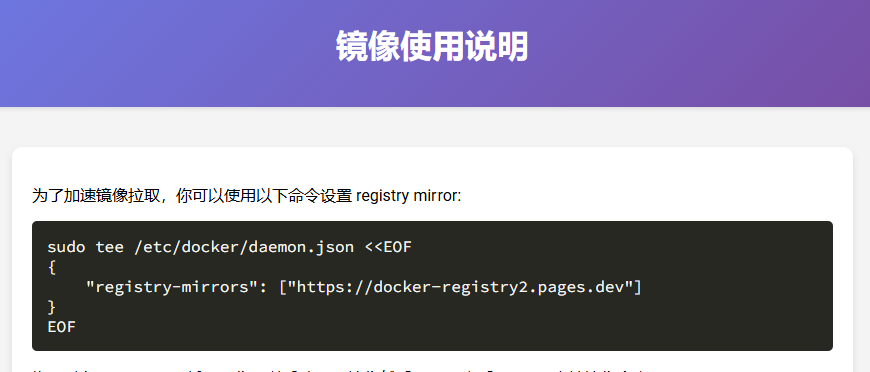 镜像使用说明
为了加速镜像拉取，你可以使用以下命令设置 registry mirror:
sudo tee /etc/docker/daemon.json <<EOF
{
    "registry-mirrors": ["https://docker-registry2.pages.dev"]
}
EOF